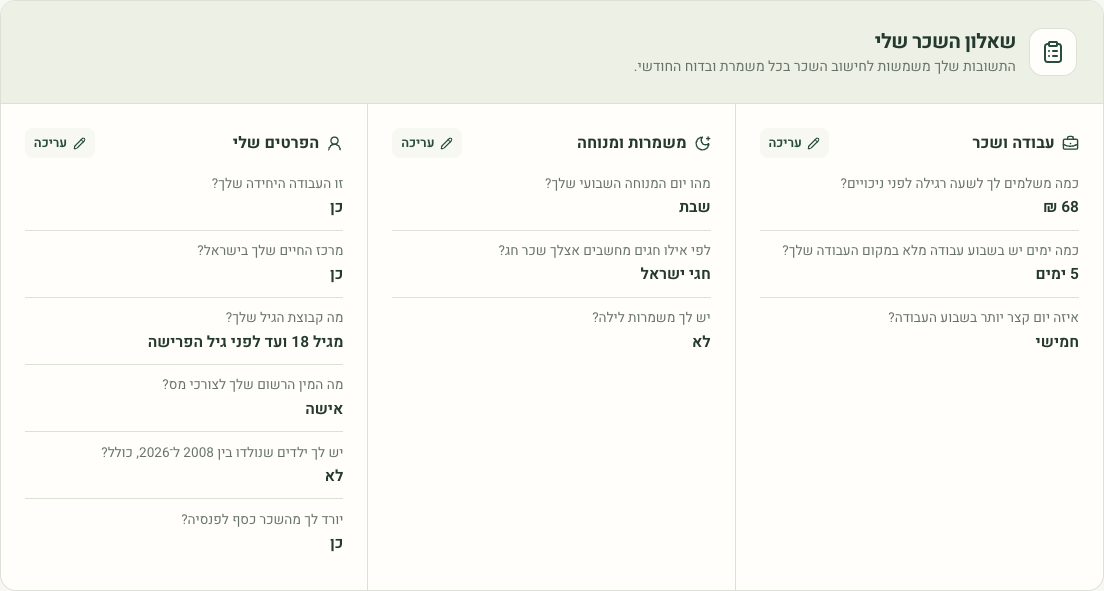 שאלון השכר שלי
התשובות שלך משמשות לחישוב השכר בכל משמרת ובדוח החודשי.
עבודה ושכר
עריכה
כמה משלמים לך לשעה רגילה לפני ניכויים?
68 ₪
כמה ימים יש בשבוע עבודה מלא במקום העבודה שלך?
5 ימים
איזה יום קצר יותר בשבוע העבודה?
חמישי
משמרות ומנוחה
עריכה
מהו יום המנוחה השבועי שלך?
שבת
לפי אילו חגים מחשבים אצלך שכר חג?
חגי ישראל
יש לך משמרות לילה?
לא
הפרטים שלי
עריכה
זו העבודה היחידה שלך?
כן
מרכז החיים שלך בישראל?
כן
מה קבוצת הגיל שלך?
מגיל 18 ועד לפני גיל הפרישה
מה המין הרשום שלך לצורכי מס?
אישה
יש לך ילדים שנולדו בין 2008 ל־2026, כולל?
לא
יורד לך מהשכר כסף לפנסיה?
כן